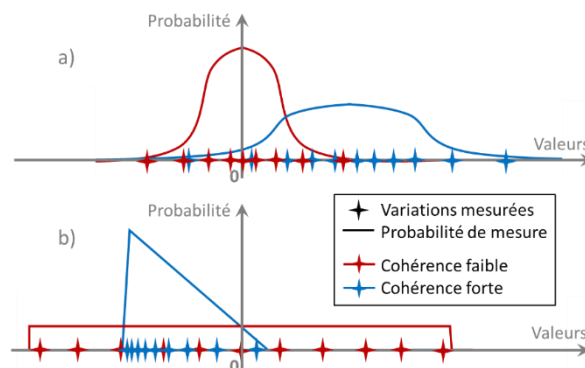 Probabilité
a)
Valeurs
0
Variations mesurées
Probabilité de mesure
Cohérence faible
Cohérence forte
Probabilité
b)
Valeurs
0